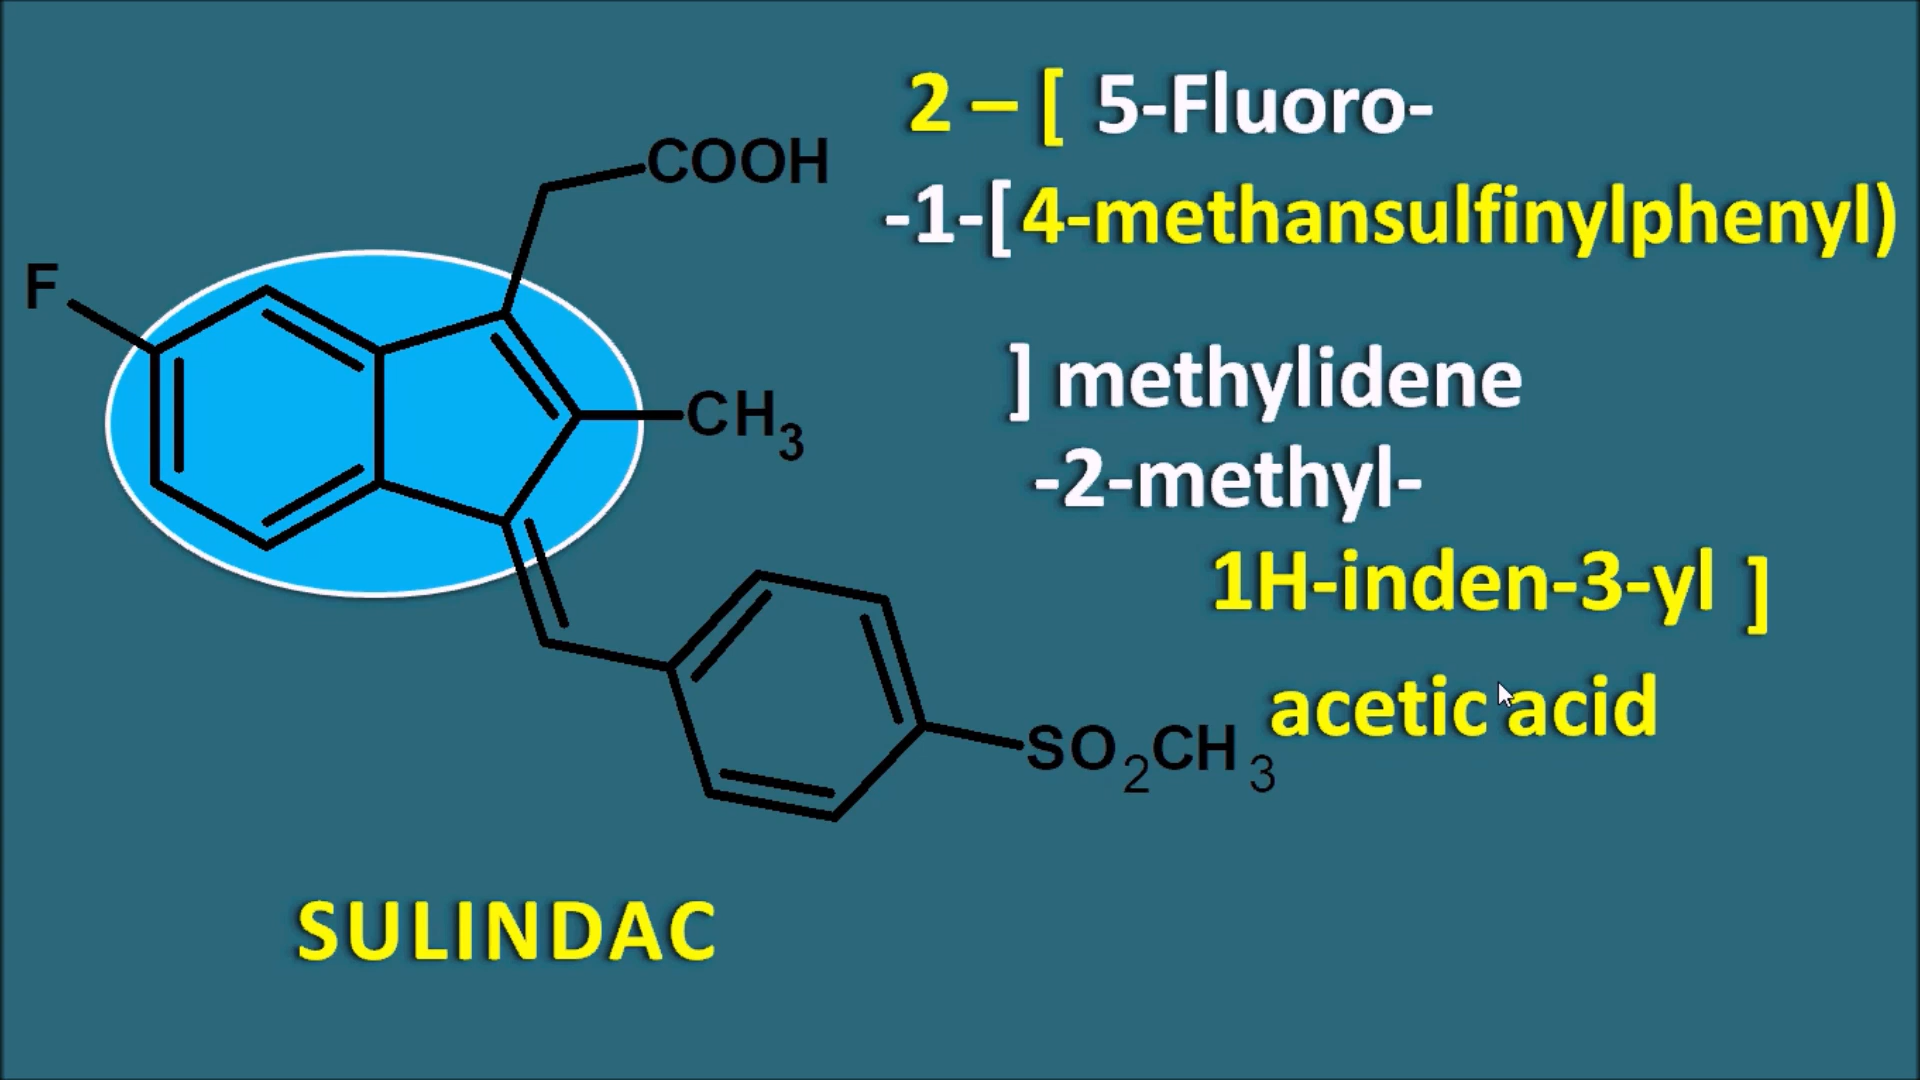 COOH
F
CH3
SO2CH3
SULINDAC
2 – [ 5-Fluoro-
-1-[4-methansulfinylphenyl)
] methylidene
-2-methyl-
1H-inden-3-yl ]
acetic acid